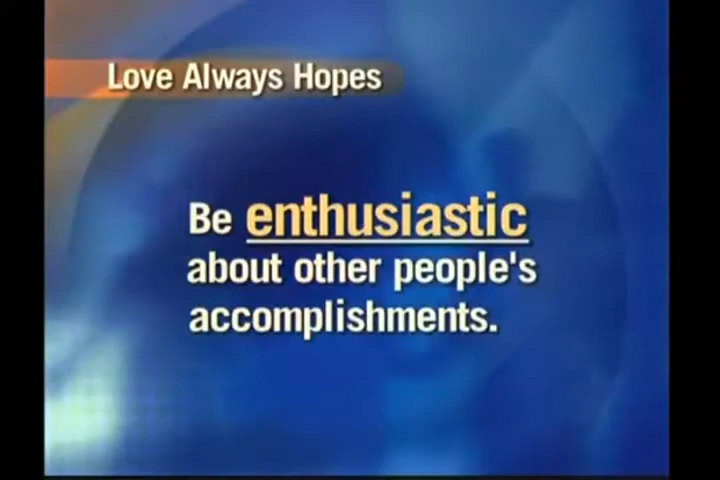 Love Always Hopes
Be enthusiastic
about other people's
accomplishments.